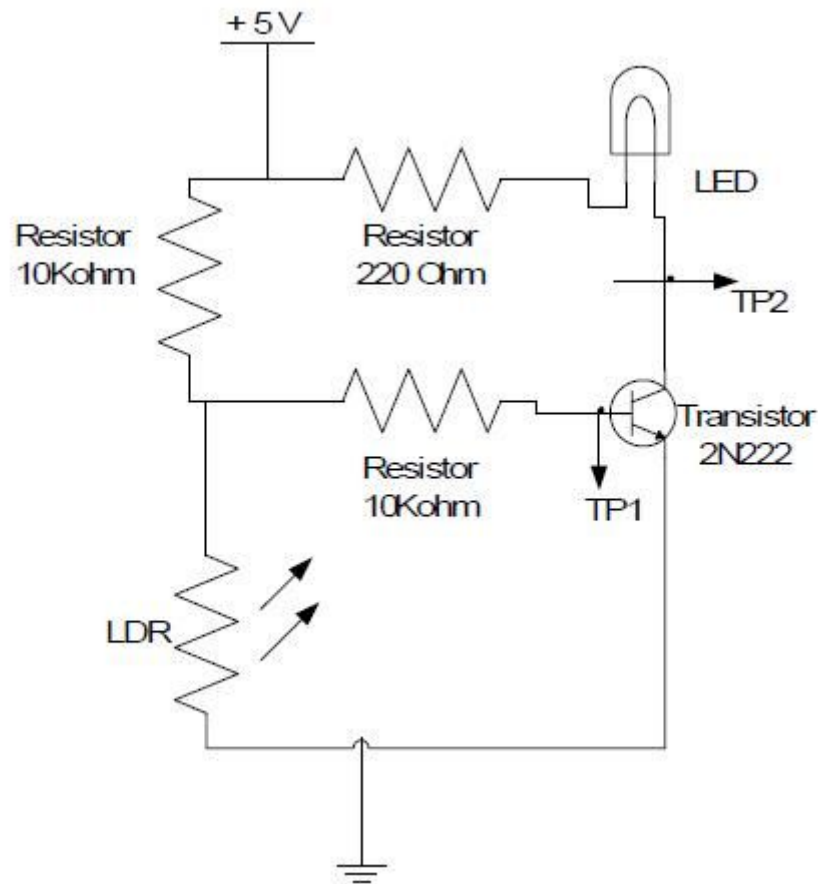 + 5 V
LED
Resistor
10Kohm
Resistor
220 Ohm
TP2
Transistor
2N222
Resistor
10Kohm
TP1
LDR